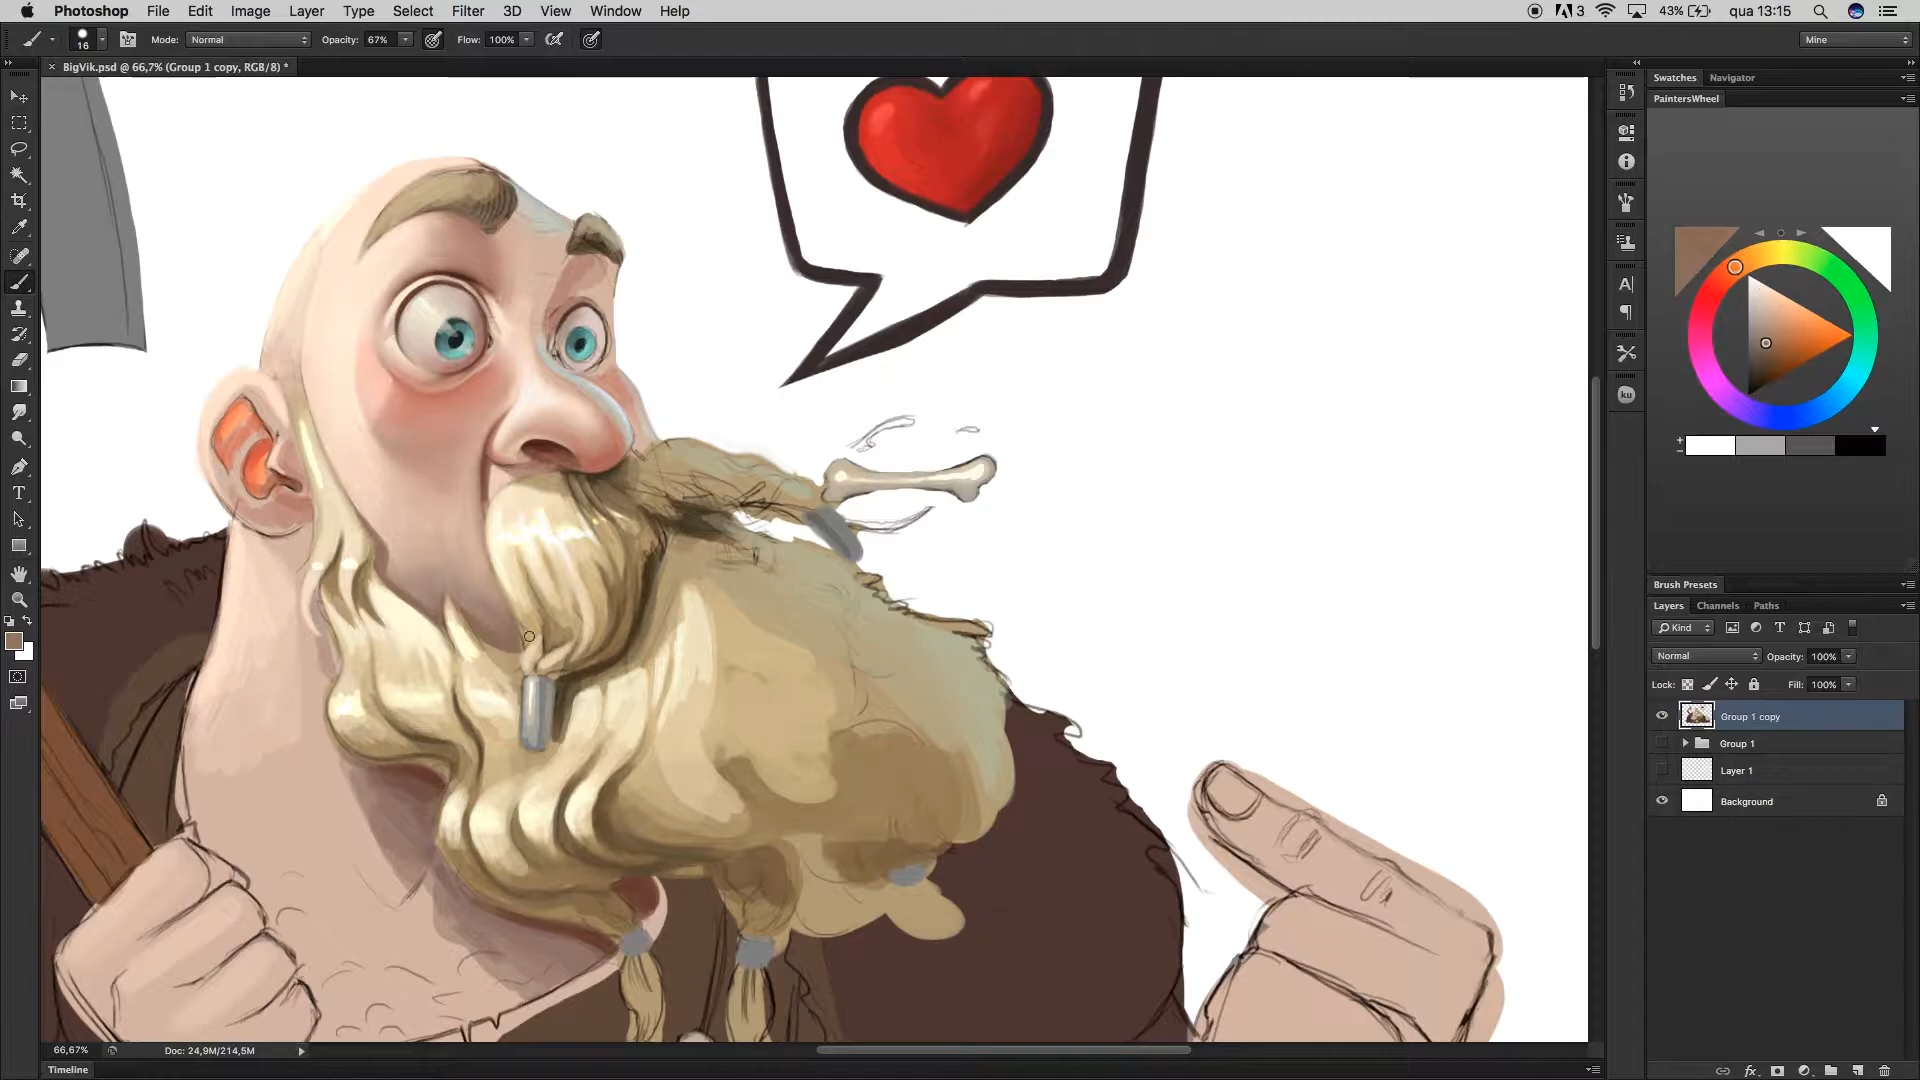 Photoshop File Edit Image Layer Type Select Filter 3D View Window Help 3 43% qua 13:15
16 Mode: Normal Opacity: 67% Flow: 100% Mine
× BigVik.psd @ 66,7% (Group 1 copy, RGB/8) *
Swatches Navigator
PaintersWheel
ku
Brush Presets
Layers Channels Paths
Kind
Normal Opacity: 100%
Lock: Fill: 100%
Group 1 copy
Group 1
Layer 1
Background
66,67% Doc: 24,9M/214,5M
Timeline